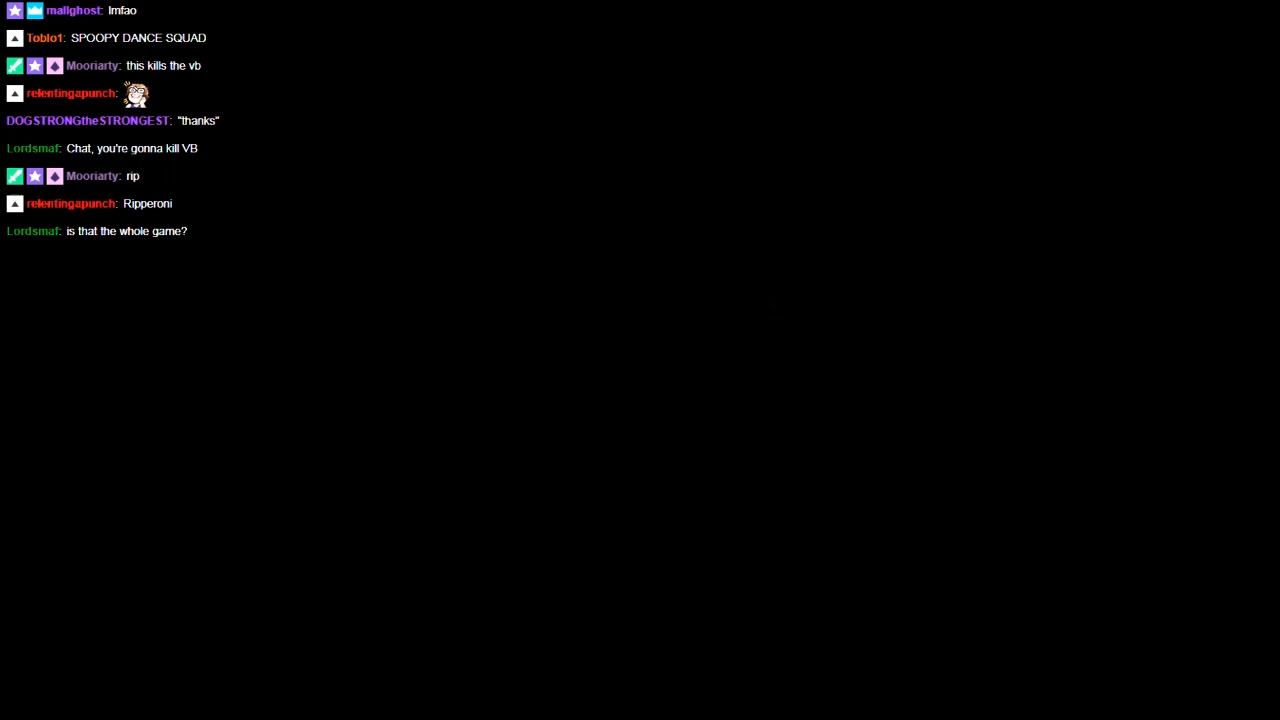 mallghost: lmfao
Toblo1: SPOOPY DANCE SQUAD
Mooriarty: this kills the vb
relentingapunch:
DOGSTRONGtheSTRONGEST: "thanks"
Lordsmaf: Chat, you're gonna kill VB
Mooriarty: rip
relentingapunch: Ripperoni
Lordsmaf: is that the whole game?